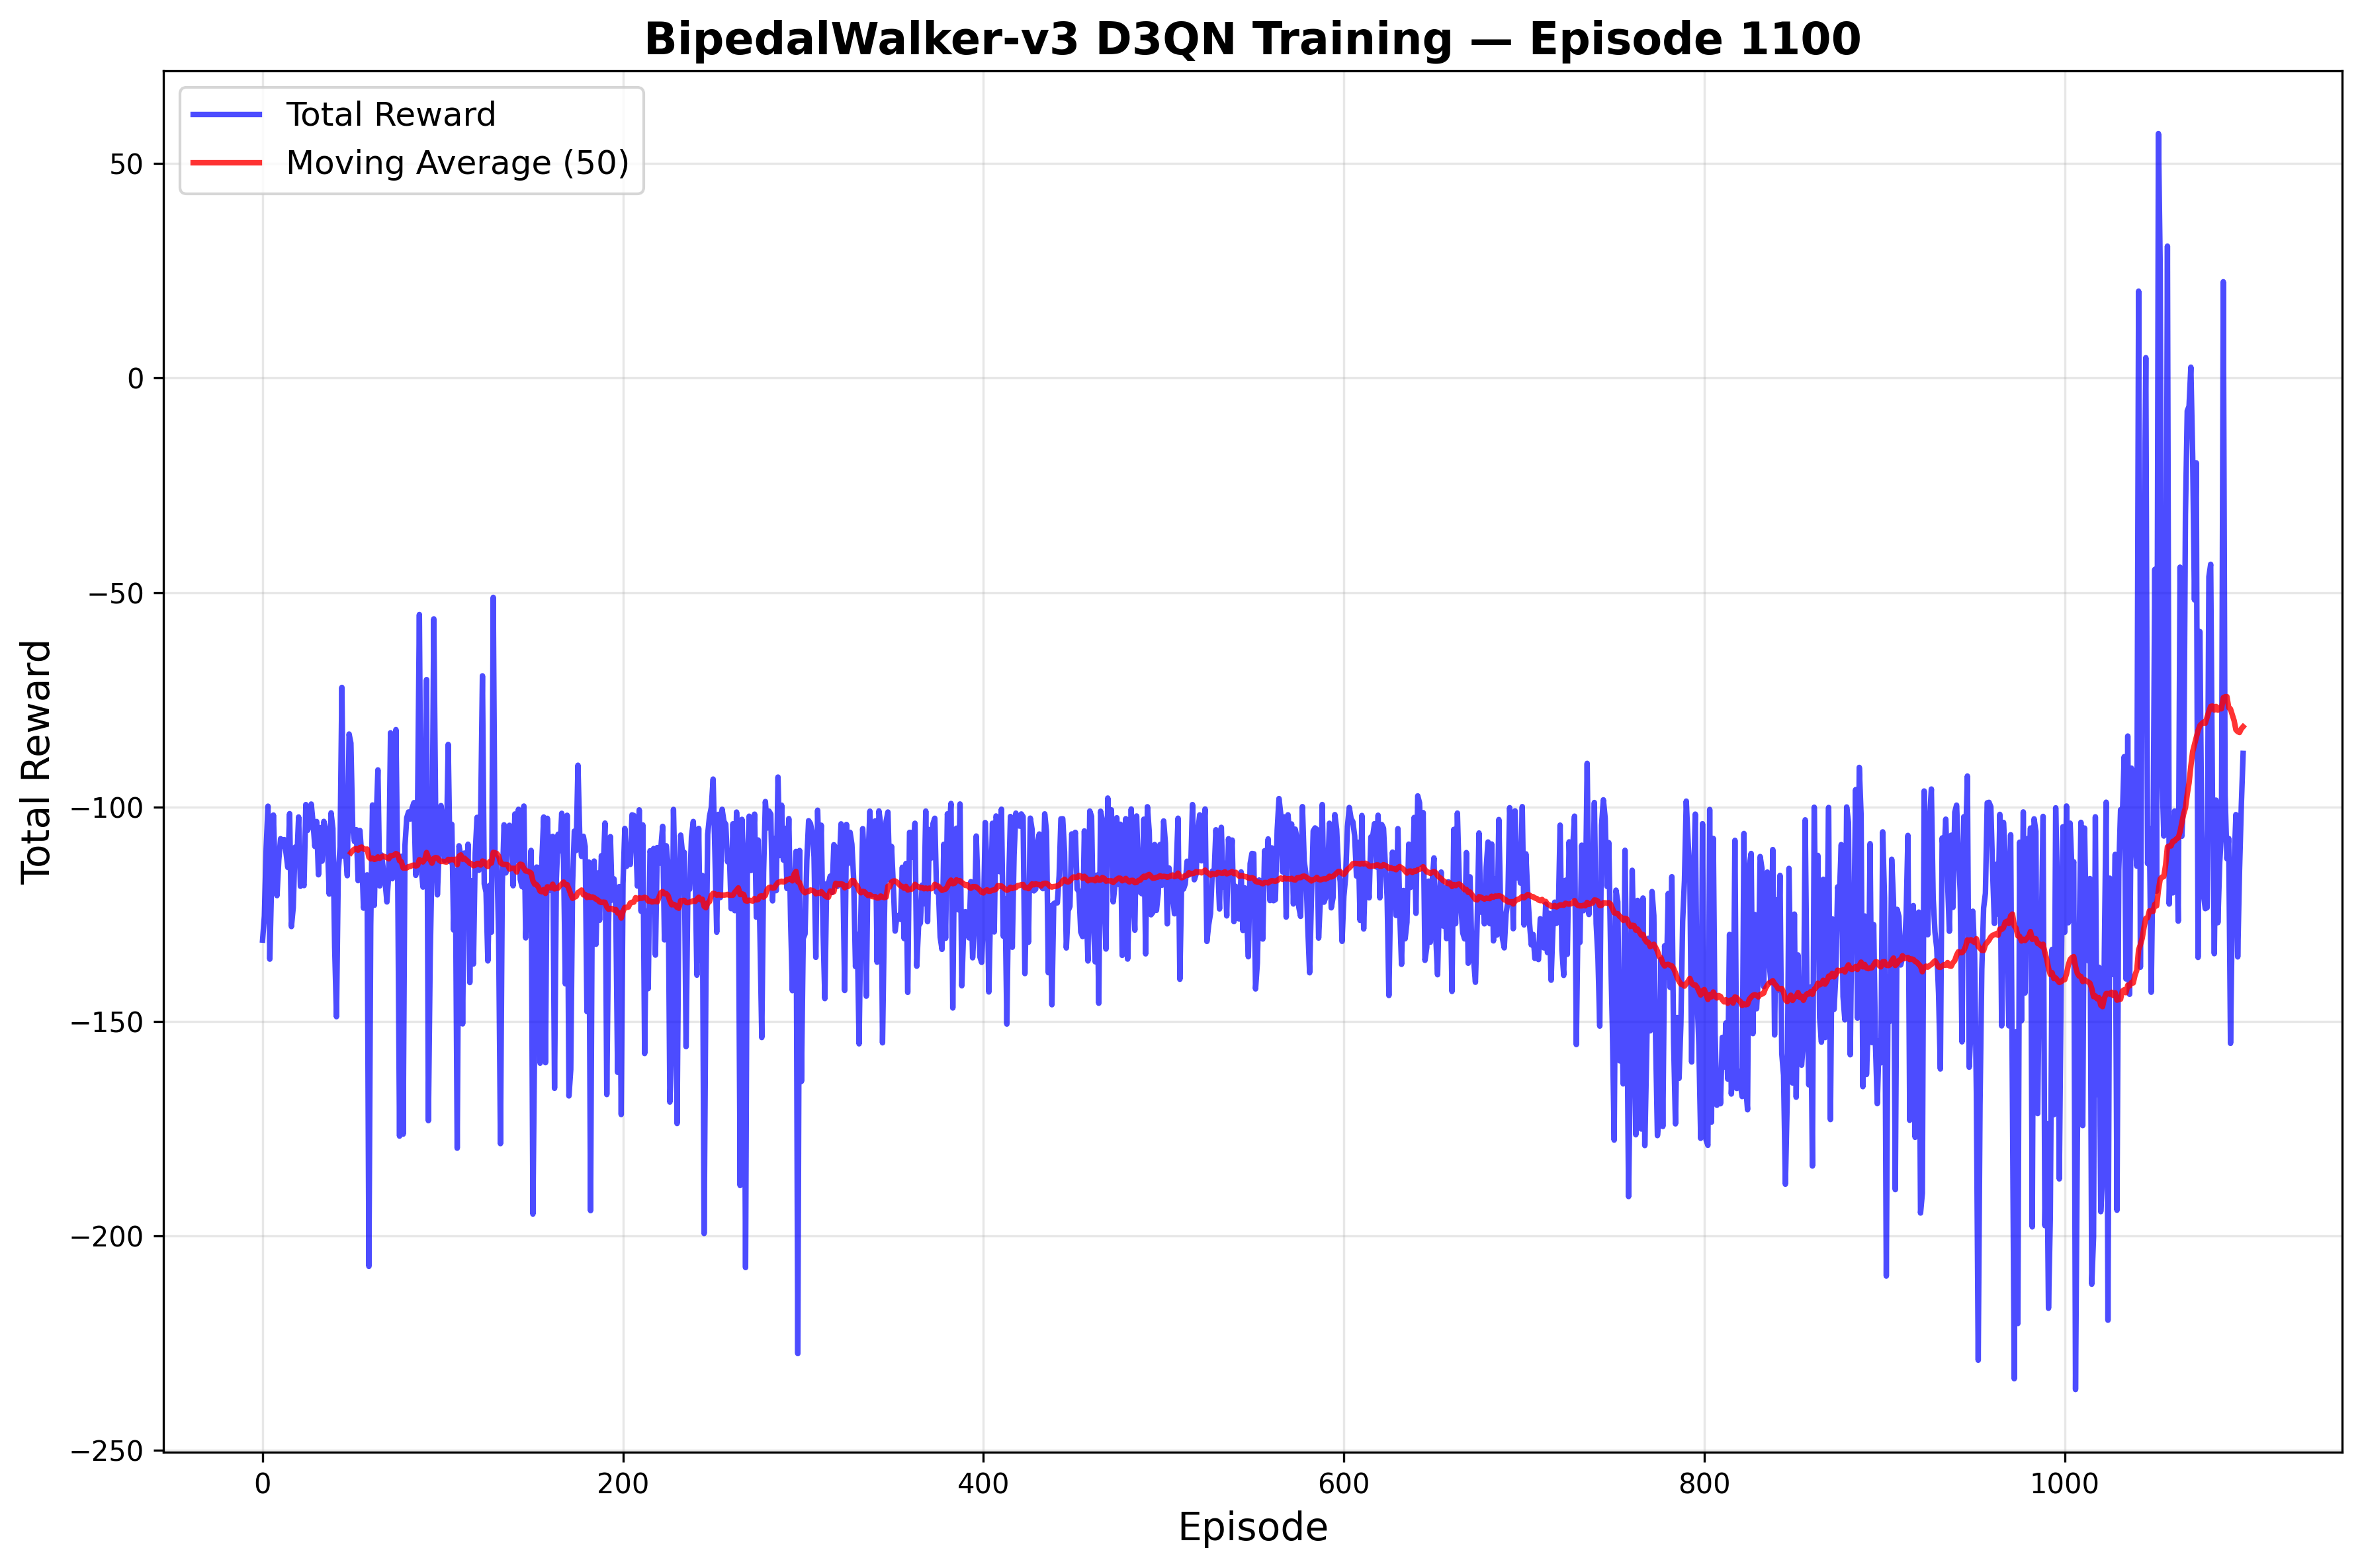 BipedalWalker-v3 D3QN Training — Episode 1100
Total Reward
Moving Average (50)
50
0
−50
−100
−150
−200
−250
Total Reward
0
200
400
600
800
1000
Episode